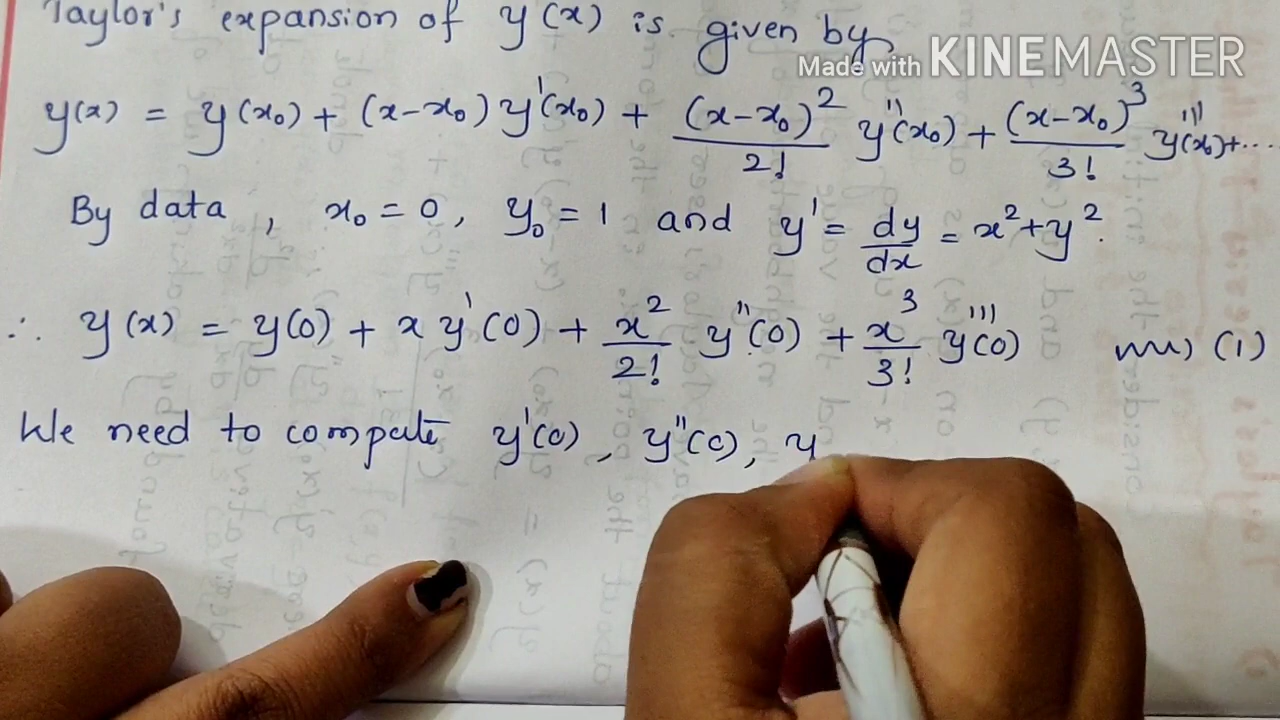 Taylor's expansion of y(x) is given by
Made with KINEMASTER
y(x) = y(x₀) + (x-x₀) y'(x₀) + (x-x₀)²/2! y''(x₀) + (x-x₀)³/3! y'''(x₀) + ....
By data , x₀ = 0, y₀ = 1 and y' = dy/dx = x² + y².
∴ y(x) = y(0) + x y'(0) + x²/2! y''(0) + x³/3! y'''(0) (1)
We need to compute y'(0), y''(0), y